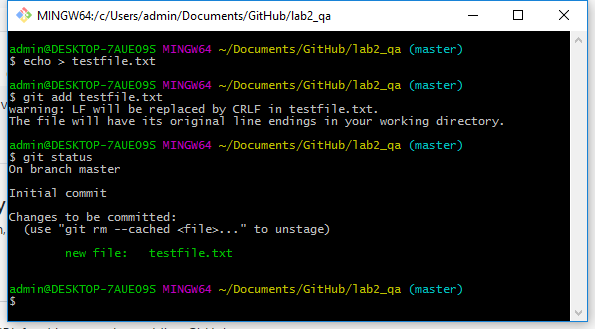 MINGW64:/c/Users/admin/Documents/GitHub/lab2_qa
admin@DESKTOP-7AUEO9S MINGW64 ~/Documents/GitHub/lab2_qa (master)
$ echo > testfile.txt
admin@DESKTOP-7AUEO9S MINGW64 ~/Documents/GitHub/lab2_qa (master)
$ git add testfile.txt
warning: LF will be replaced by CRLF in testfile.txt.
The file will have its original line endings in your working directory.
admin@DESKTOP-7AUEO9S MINGW64 ~/Documents/GitHub/lab2_qa (master)
$ git status
On branch master
Initial commit
Changes to be committed:
(use "git rm --cached <file>..." to unstage)
new file: testfile.txt
admin@DESKTOP-7AUEO9S MINGW64 ~/Documents/GitHub/lab2_qa (master)
$